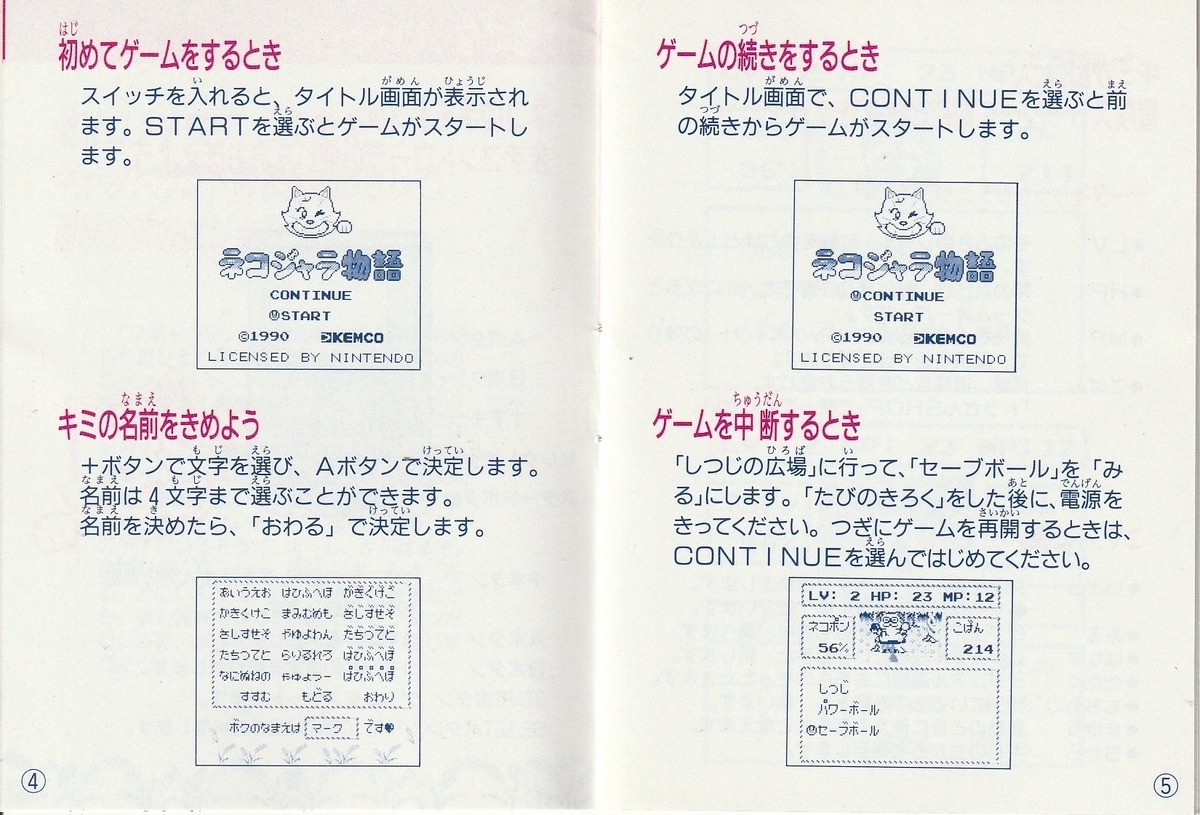 初めてゲームをするとき
スイッチを入れると、タイトル画面が表示され
ます。STARTを選ぶとゲームがスタートし
ます。
ネコジャラ物語
CONTINUE
START
©1990 KEMCO
LICENSED BY NINTENDO
キミの名前をきめよう
+ボタンで文字を選び、Aボタンで決定します。
名前は4文字まで選ぶことができます。
名前を決めたら、「おわる」で決定します。
あいうえお はひふへほ がぎぐげご
かきくけこ まみむめも ざじずぜぞ
さしすせそ やゆよわん だぢづでど
たちつてと らりるれろ ばびぶべぼ
なにぬねの ゃゅょっー ぱぴぷぺぽ
すすむ もどる おわり
ボクのなまえは マーク です♥
④
ゲームの続きをするとき
タイトル画面で、CONTINUEを選ぶと前
の続きからゲームがスタートします。
ネコジャラ物語
CONTINUE
START
©1990 KEMCO
LICENSED BY NINTENDO
ゲームを中断するとき
「しつじの広場」に行って、「セーブボール」を「み
る」にします。「たびのきろく」をした後に、電源を
きってください。つぎにゲームを再開するときは、
CONTINUEを選んではじめてください。
LV: 2 HP: 23 MP:12
ネコポン
56%
こばん
214
しつじ
パワーボール
セーブボール
⑤